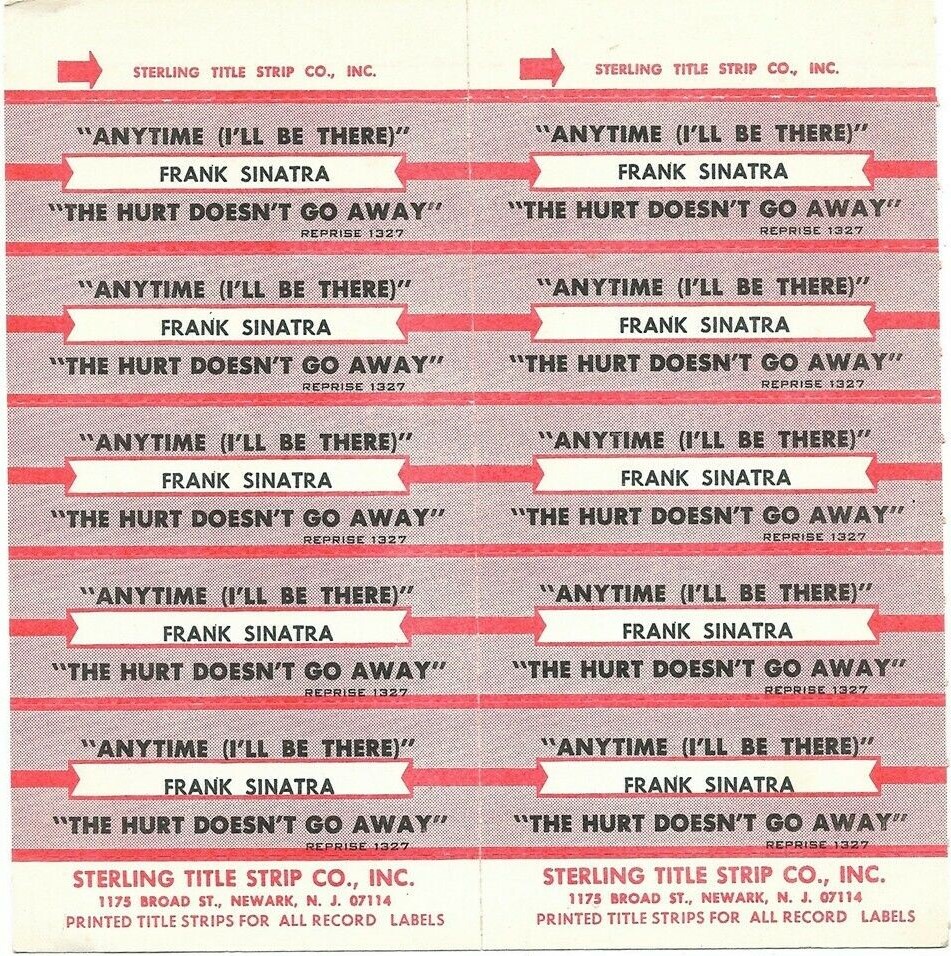 STERLING TITLE STRIP CO., INC.
STERLING TITLE STRIP CO., INC.
"ANYTIME (I'LL BE THERE)"
FRANK SINATRA
"THE HURT DOESN'T GO AWAY"
REPRISE 1327
"ANYTIME (I'LL BE THERE)"
FRANK SINATRA
"THE HURT DOESN'T GO AWAY"
REPRISE 1327
"ANYTIME (I'LL BE THERE)"
FRANK SINATRA
"THE HURT DOESN'T GO AWAY"
REPRISE 1327
"ANYTIME (I'LL BE THERE)"
FRANK SINATRA
"THE HURT DOESN'T GO AWAY"
REPRISE 1327
"ANYTIME (I'LL BE THERE)"
FRANK SINATRA
"THE HURT DOESN'T GO AWAY"
REPRISE 1327
"ANYTIME (I'LL BE THERE)"
FRANK SINATRA
"THE HURT DOESN'T GO AWAY"
REPRISE 1327
"ANYTIME (I'LL BE THERE)"
FRANK SINATRA
"THE HURT DOESN'T GO AWAY"
REPRISE 1327
"ANYTIME (I'LL BE THERE)"
FRANK SINATRA
"THE HURT DOESN'T GO AWAY"
REPRISE 1327
"ANYTIME (I'LL BE THERE)"
FRANK SINATRA
"THE HURT DOESN'T GO AWAY"
REPRISE 1327
"ANYTIME (I'LL BE THERE)"
FRANK SINATRA
"THE HURT DOESN'T GO AWAY"
REPRISE 1327
STERLING TITLE STRIP CO., INC.
1175 BROAD ST., NEWARK, N. J. 07114
PRINTED TITLE STRIPS FOR ALL RECORD LABELS
STERLING TITLE STRIP CO., INC.
1175 BROAD ST., NEWARK, N. J. 07114
PRINTED TITLE STRIPS FOR ALL RECORD LABELS